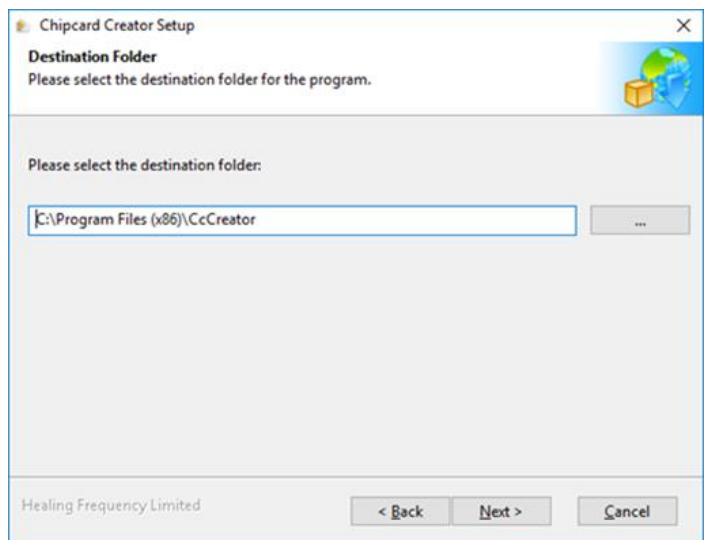 Chipcard Creator Setup
Destination Folder
Please select the destination folder for the program.
Please select the destination folder:
C:\Program Files (x86)\CcCreator
...
Healing Frequency Limited
< Back
Next >
Cancel